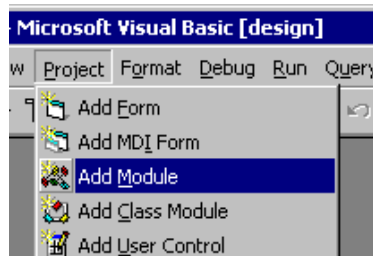 Microsoft Visual Basic [design]
w Project Format Debug Run Query
Add Form
Add MDI Form
Add Module
Add Class Module
Add User Control